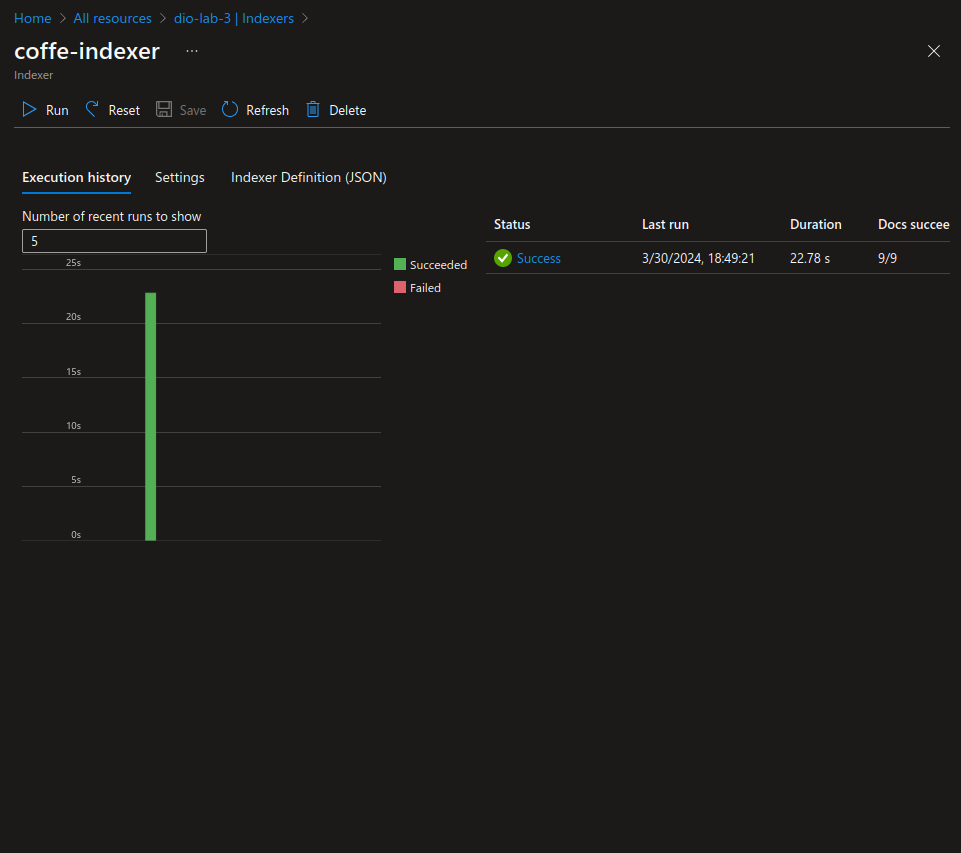 Home > All resources > dio-lab-3 | Indexers >
coffe-indexer ...
Indexer
Run Reset Save Refresh Delete
Execution history Settings Indexer Definition (JSON)
Number of recent runs to show
5
25s
20s
15s
10s
5s
0s
Succeeded
Failed
Status Last run Duration Docs succee
Success 3/30/2024, 18:49:21 22.78 s 9/9